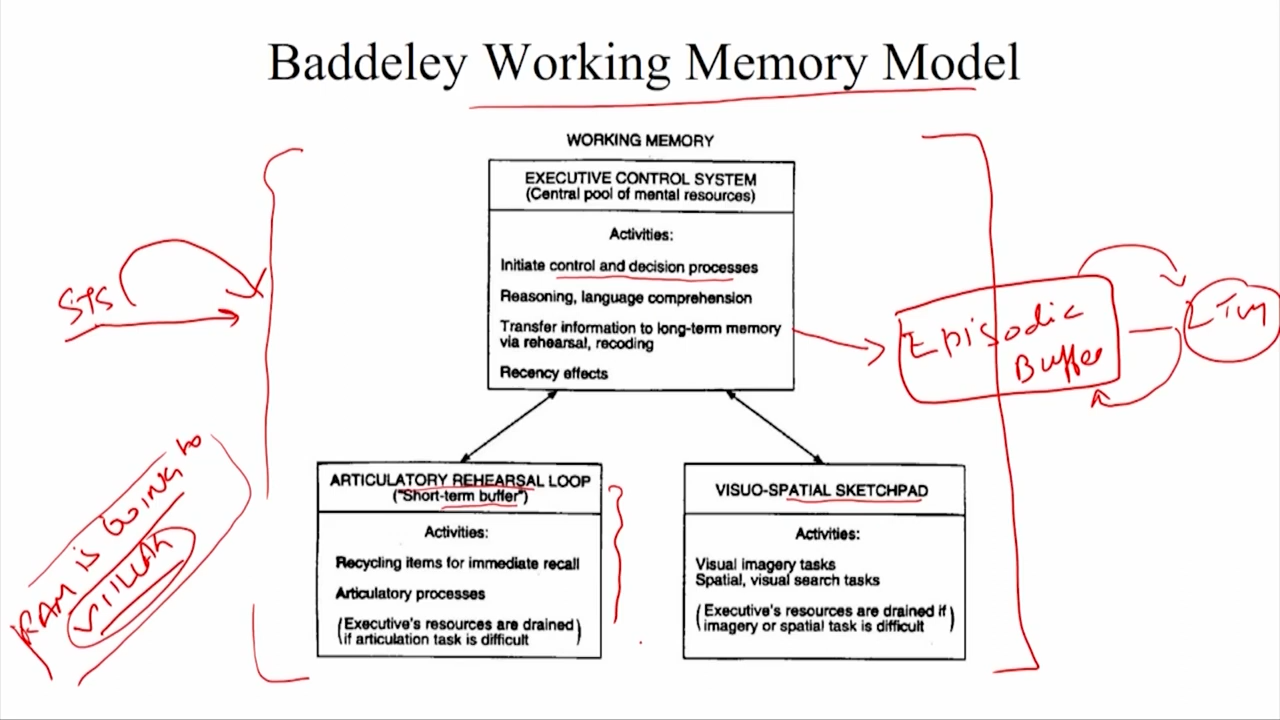 Baddeley Working Memory Model
WORKING MEMORY
EXECUTIVE CONTROL SYSTEM
(Central pool of mental resources)
Activities:
Initiate control and decision processes
Reasoning, language comprehension
Transfer information to long-term memory
via rehearsal, recoding
Recency effects
STS
Episodic
Buffer
LTM
RAM is GOING to
ARTICULATORY REHEARSAL LOOP
("Short-term buffer")
Activities:
Recycling items for immediate recall
Articulatory processes
(Executive's resources are drained)
if articulation task is difficult
VISUO-SPATIAL SKETCHPAD
Activities:
Visual imagery tasks
Spatial, visual search tasks
(Executive's resources are drained if)
imagery or spatial task is difficult